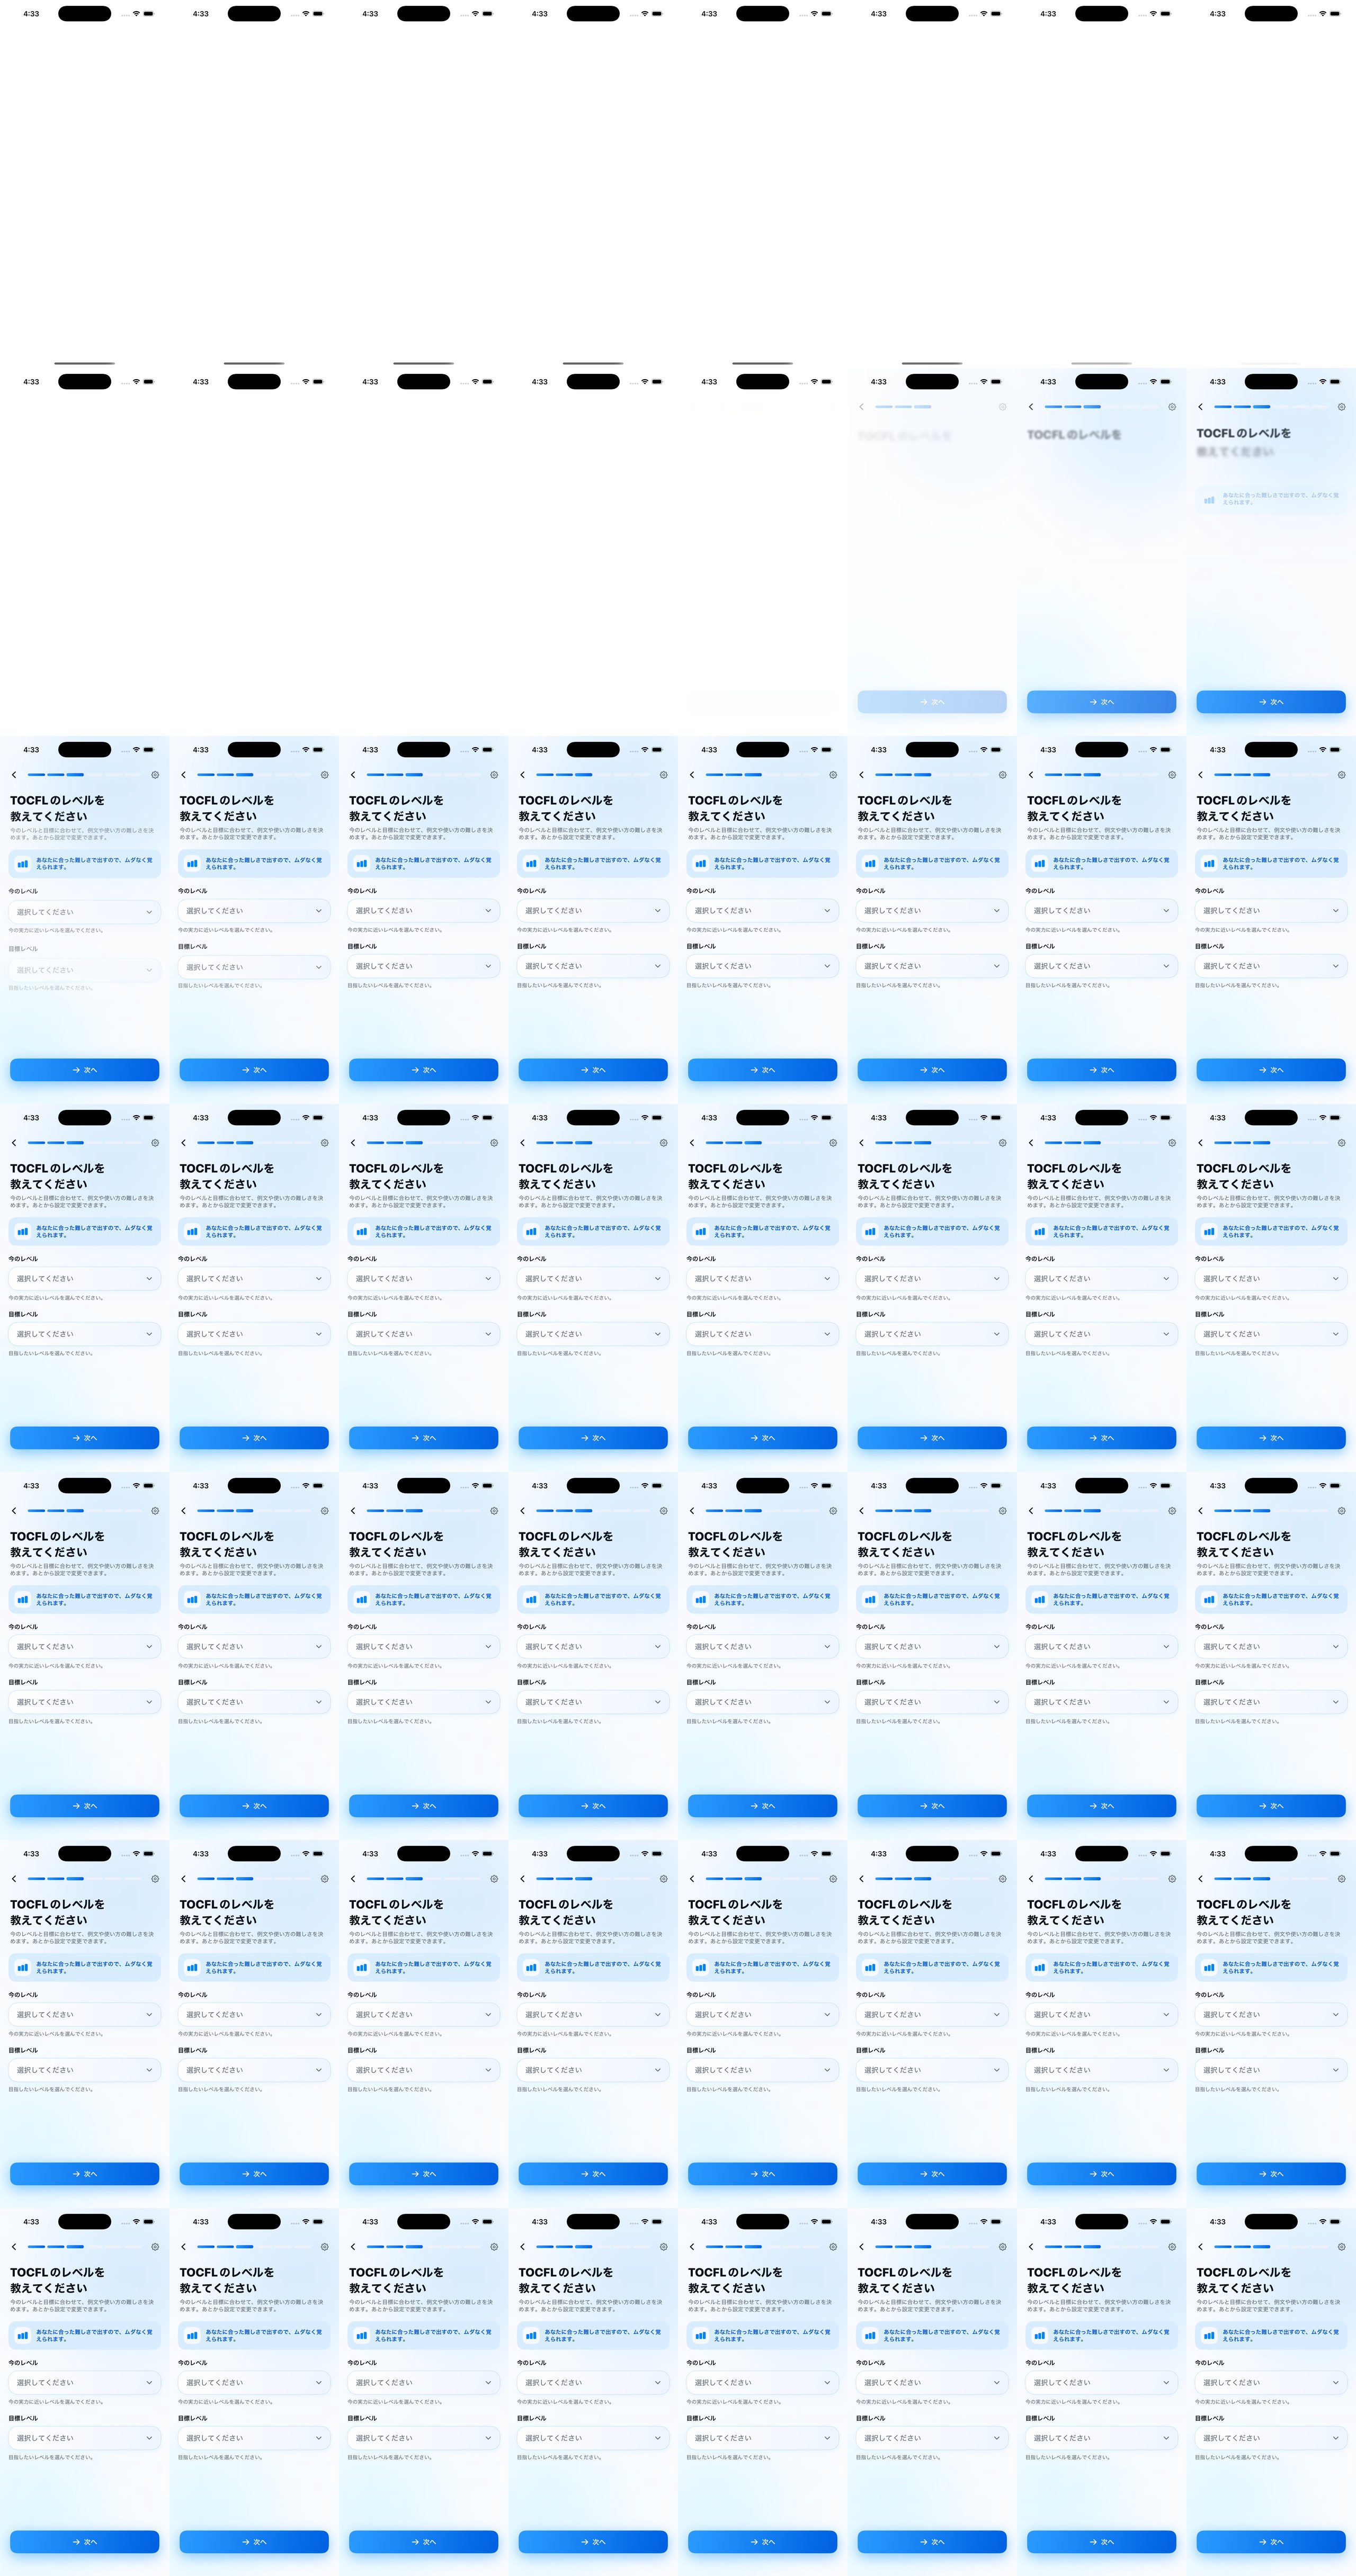 4:33
TOCFLのレベルを
教えてください
今のレベルと目標に合わせて、例文や使い方の難しさを決
めます。あとから設定で変更できます。
あなたに合った難しさで出すので、ムダなく覚
えられます。
今のレベル
選択してください
今の実力に近いレベルを選んでください。
目標レベル
選択してください
目指したいレベルを選んでください。
→ 次へ